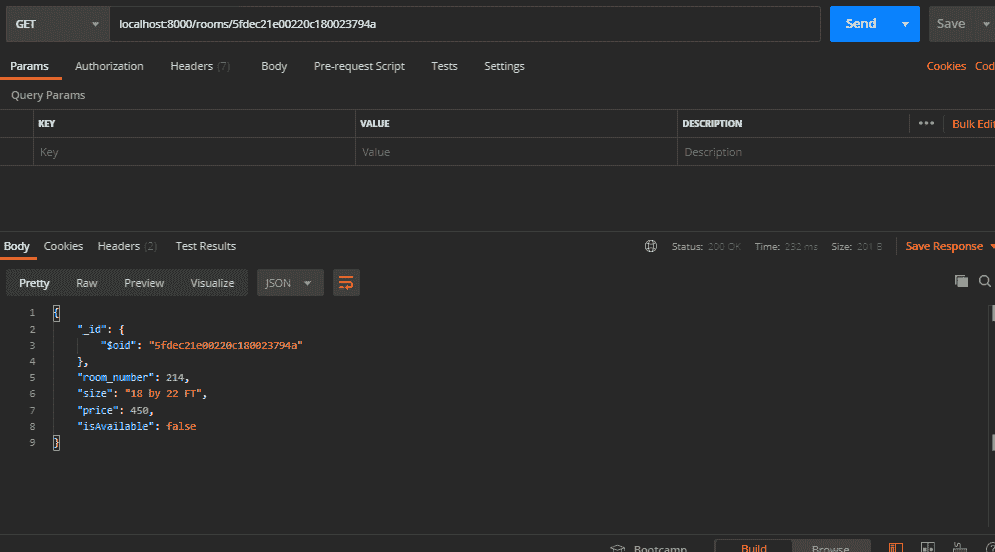 GET localhost:8000/rooms/5fdec21e00220c180023794a Send Save
Params Authorization Headers (7) Body Pre-request Script Tests Settings Cookies Cod
Query Params
KEY VALUE DESCRIPTION ••• Bulk Edit
Key Value Description
Body Cookies Headers (2) Test Results Status: 200 OK Time: 232 ms Size: 201 B Save Response
Pretty Raw Preview Visualize JSON
1 {
2 "_id": {
3 "$oid": "5fdec21e00220c180023794a"
4 },
5 "room_number": 214,
6 "size": "18 by 22 FT",
7 "price": 450,
8 "isAvailable": false
9 }
Bootcamp Build Browse